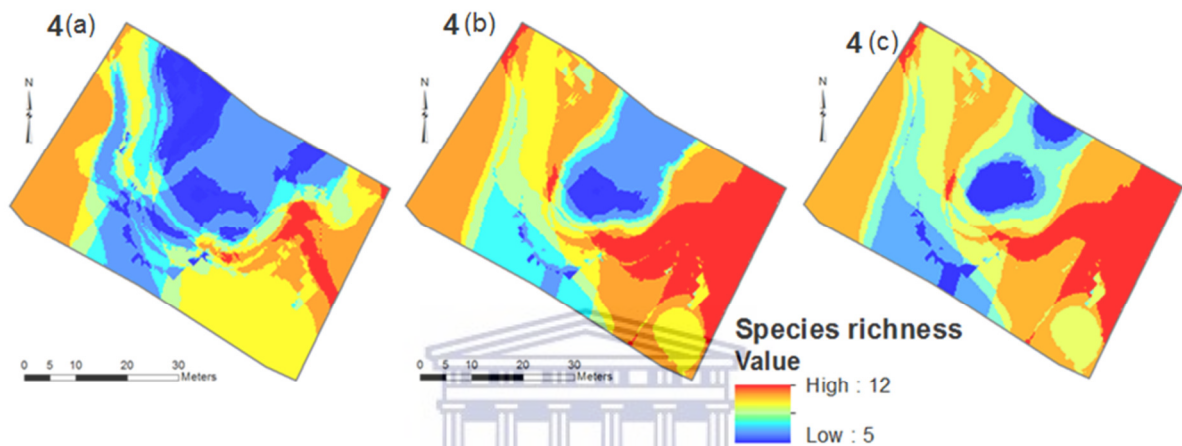 4(a)
4(b)
4(c)
N
N
N
0 5 10 20 30
Meters
0 5 10 20 30
Meters
Species richness
Value
High : 12
Low : 5